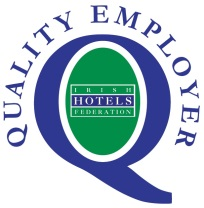 QUALITY EMPLOYER
IRISH
HOTELS
FEDERATION